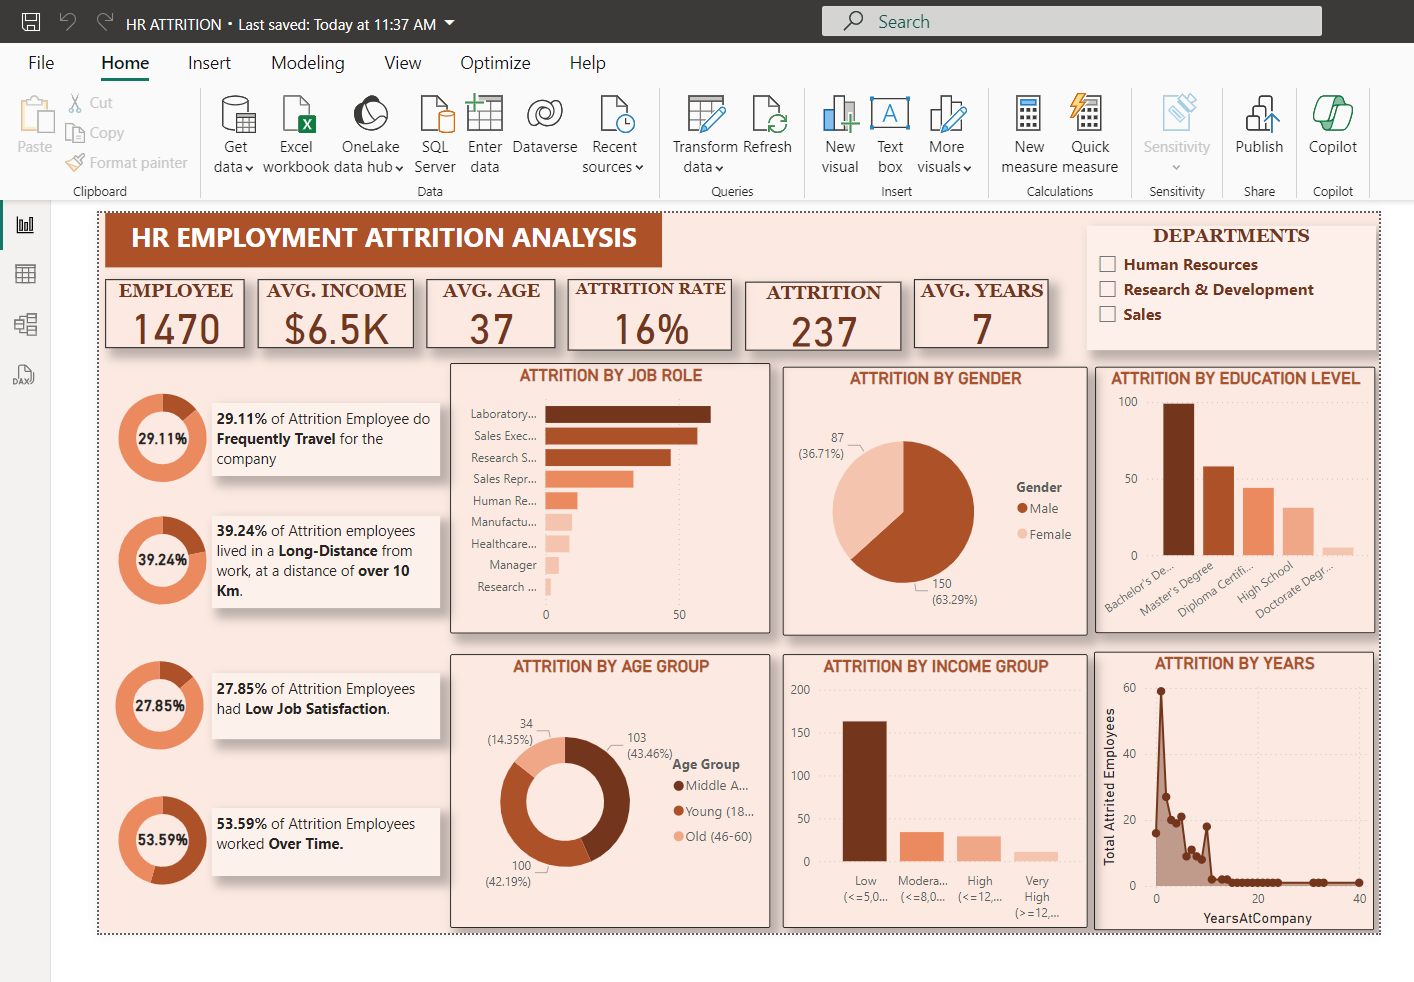 HR ATTRITION • Last saved: Today at 11:37 AM
Search
File Home Insert Modeling View Optimize Help
Paste
Cut
Copy
Format painter
Clipboard
Get data
Excel workbook
OneLake data hub
SQL Server
Enter data
Dataverse
Recent sources
Data
Transform data
Refresh
Queries
New visual
Text box
More visuals
Insert
New measure
Quick measure
Calculations
Sensitivity
Sensitivity
Publish
Share
Copilot
Copilot
DAX
HR EMPLOYMENT ATTRITION ANALYSIS
DEPARTMENTS
Human Resources
Research & Development
Sales
EMPLOYEE
1470
AVG. INCOME
$6.5K
AVG. AGE
37
ATTRITION RATE
16%
ATTRITION
237
AVG. YEARS
7
29.11%
29.11% of Attrition Employee do
Frequently Travel for the
company
39.24%
39.24% of Attrition employees
lived in a Long-Distance from
work, at a distance of over 10
Km.
27.85%
27.85% of Attrition Employees
had Low Job Satisfaction.
53.59%
53.59% of Attrition Employees
worked Over Time.
ATTRITION BY JOB ROLE
Laboratory...
Sales Exec...
Research S...
Sales Repr...
Human Re...
Manufactu...
Healthcare...
Manager
Research ...
0 50
ATTRITION BY GENDER
87
(36.71%)
150
(63.29%)
Gender
Male
Female
ATTRITION BY EDUCATION LEVEL
100
50
0
Bachelor's De...
Master's Degree
Diploma Certifi...
High School
Doctorate Degr...
ATTRITION BY AGE GROUP
34
(14.35%)
103
(43.46%)
100
(42.19%)
Age Group
Middle A...
Young (18...
Old (46-60)
ATTRITION BY INCOME GROUP
200
150
100
50
0
Low
(<=5,0...
Modera...
(<=8,0...
High
(<=12,...
Very
High
(>=12,...
ATTRITION BY YEARS
Total Attrited Employees
60
40
20
0
0 20 40
YearsAtCompany